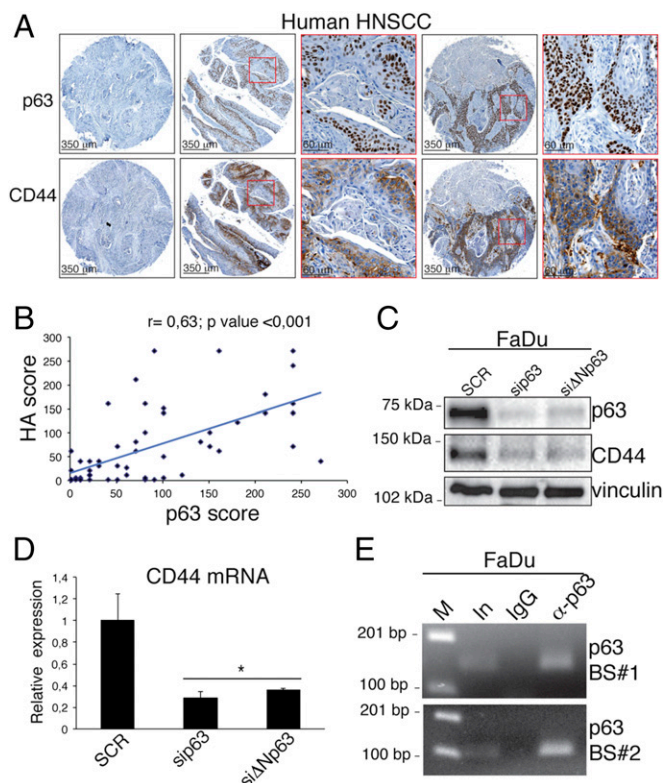 A
Human HNSCC
p63
350 µm
350 µm
60 µm
350 µm
60 µm
CD44
350 µm
350 µm
60 µm
350 µm
60 µm
B
r= 0,63; p value <0,001
HA score
300
250
200
150
100
50
0
0 50 100 150 200 250 300
p63 score
C
FaDu
SCR sip63 si∆Np63
75 kDa - p63
150 kDa - CD44
102 kDa - vinculin
D
CD44 mRNA
Relative expression
1,4
1,2
1
0,8
0,6
0,4
0,2
0
*
SCR sip63 si∆Np63
E
FaDu
M In IgG α-p63
201 bp - p63
100 bp - BS#1
201 bp - p63
100 bp - BS#2